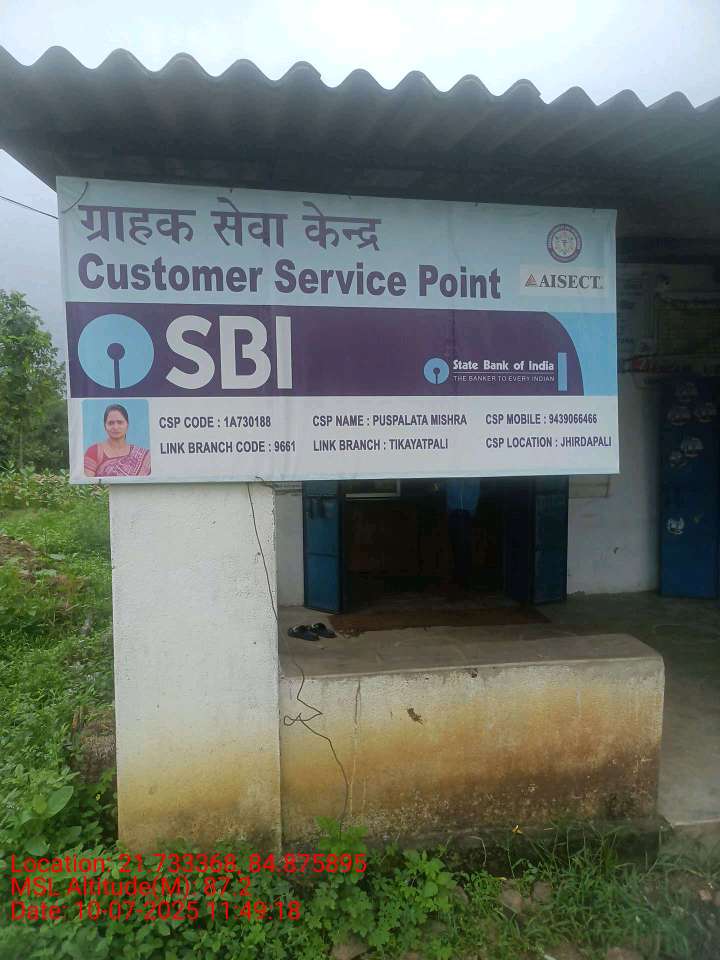 ग्राहक सेवा केन्द्र
Customer Service Point
AISECT
SBI
State Bank of India
THE BANKER TO EVERY INDIAN
CSP CODE : 1A730188 CSP NAME : PUSPALATA MISHRA CSP MOBILE : 9439066466
LINK BRANCH CODE : 9661 LINK BRANCH : TIKAYATPALI CSP LOCATION : JHIRDAPALI
Location: 21.733368, 84.875895
MSL Altitude(M): 87.2
Date: 10-07-2025 11:49:18